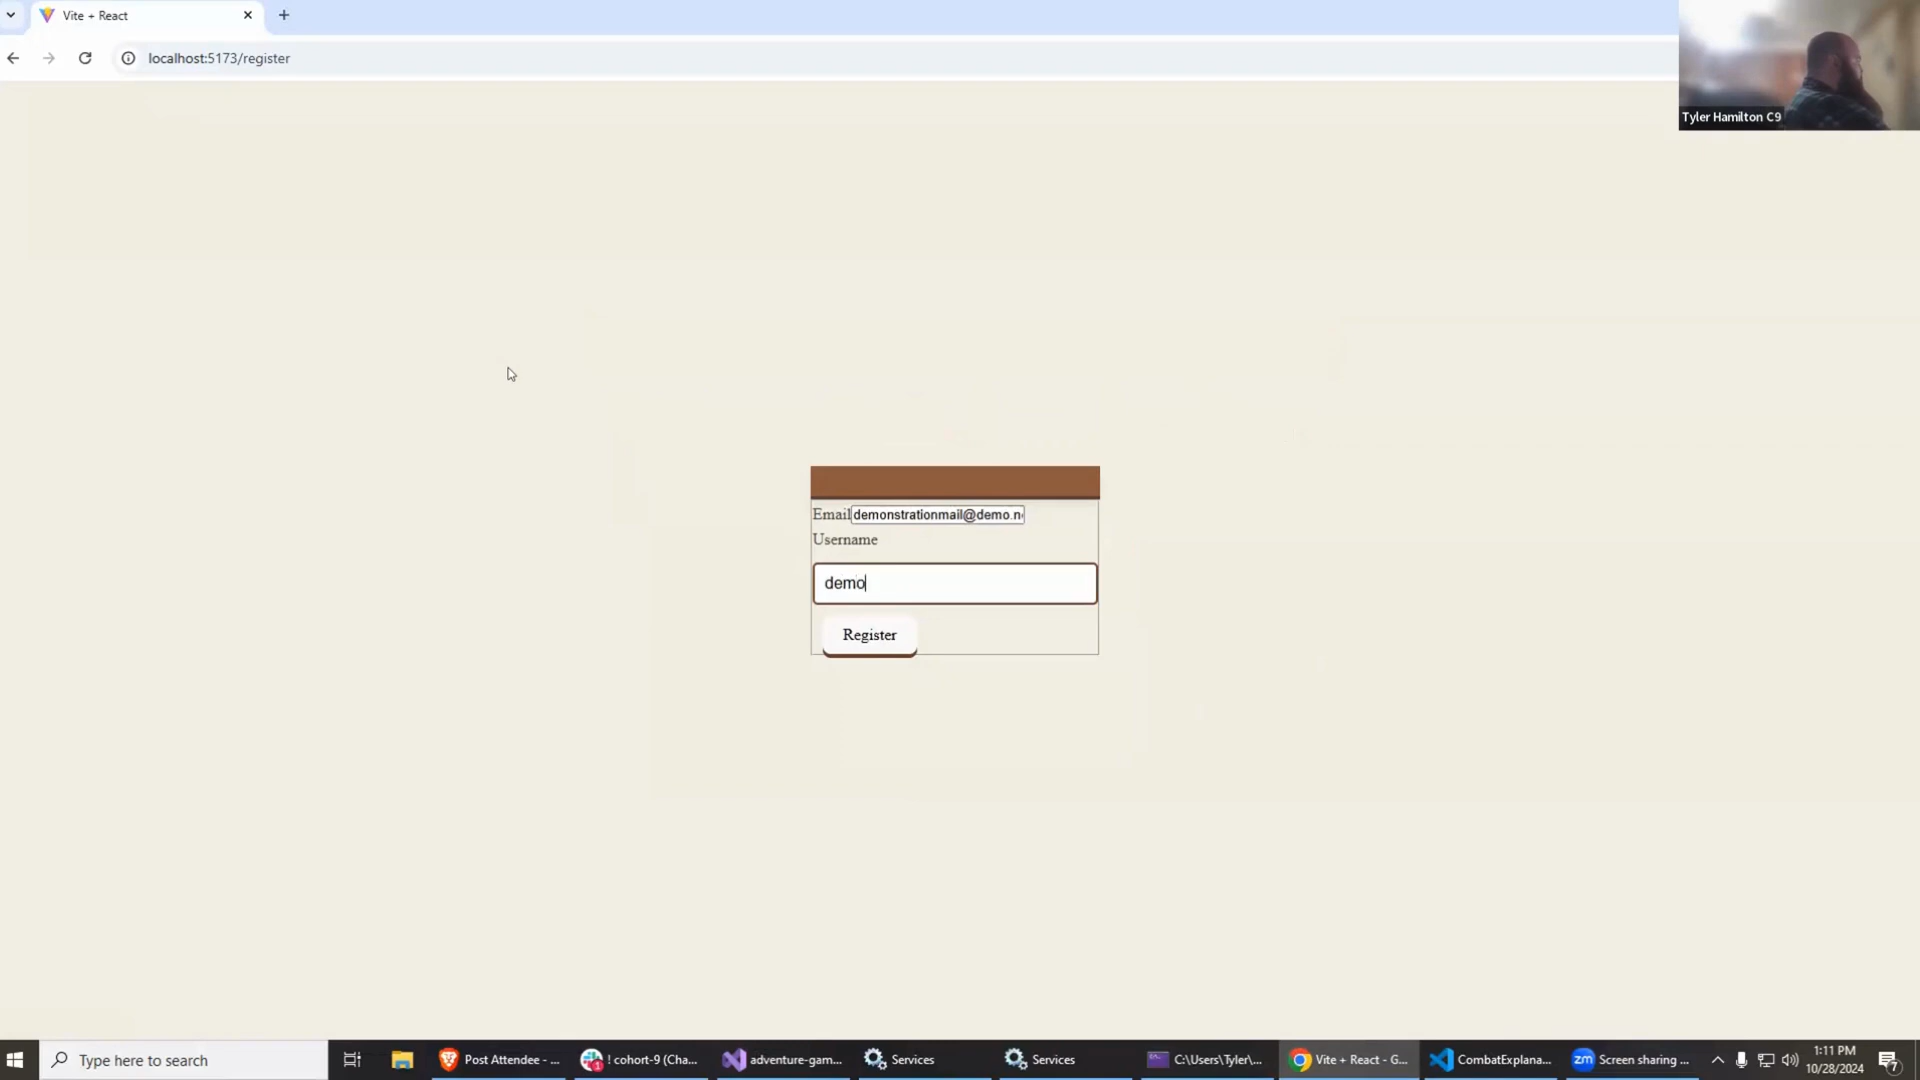 Vite + React
localhost:5173/register
Tyler Hamilton C9
Email demonstrationmail@demo.n
Username
demo
Register
Type here to search
Post Attendee - ...
! cohort-9 (Cha...
adventure-gam...
Services
Services
C:\Users\Tyler\...
Vite + React - G...
CombatExplana...
zm
Screen sharing ...
1:11 PM
10/28/2024
7